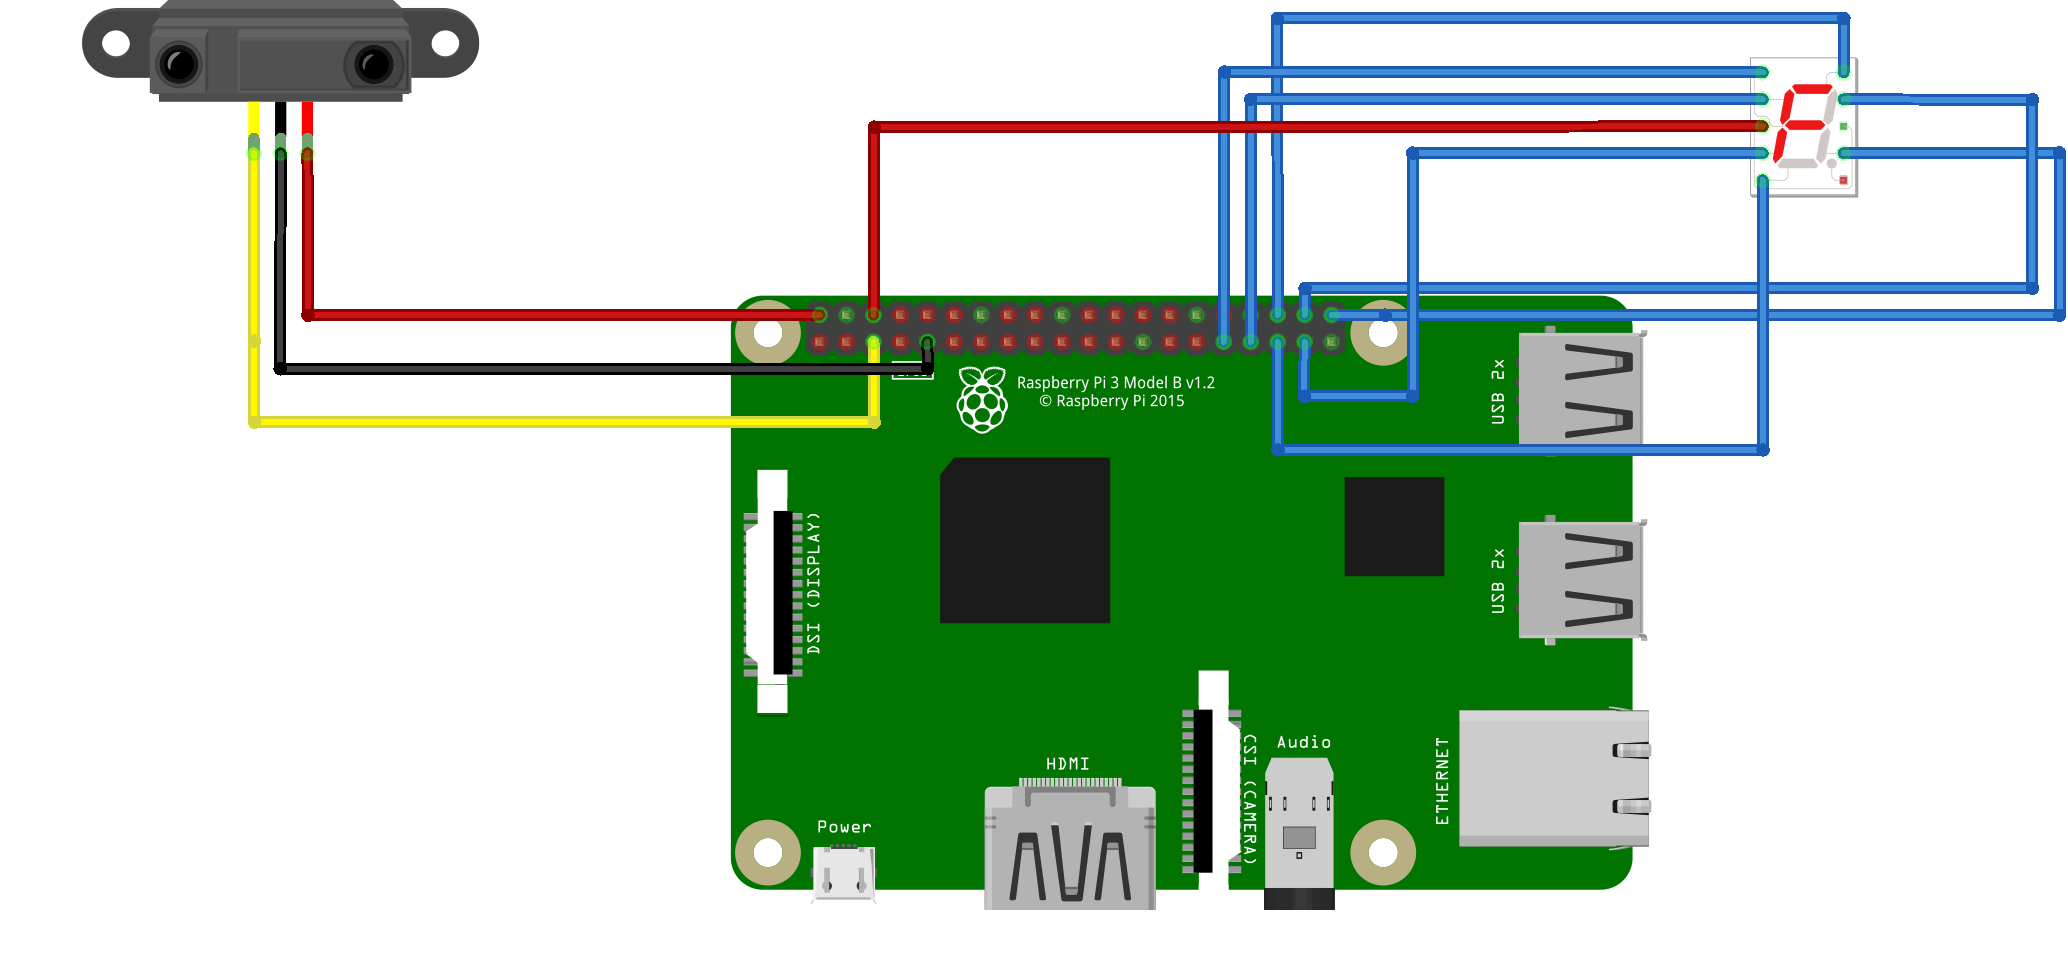 Raspberry Pi 3 Model B v1.2
© Raspberry Pi 2015
USB 2x
DSI (DISPLAY)
USB 2x
CSI (CAMERA)
Audio
ETHERNET
HDMI
Power